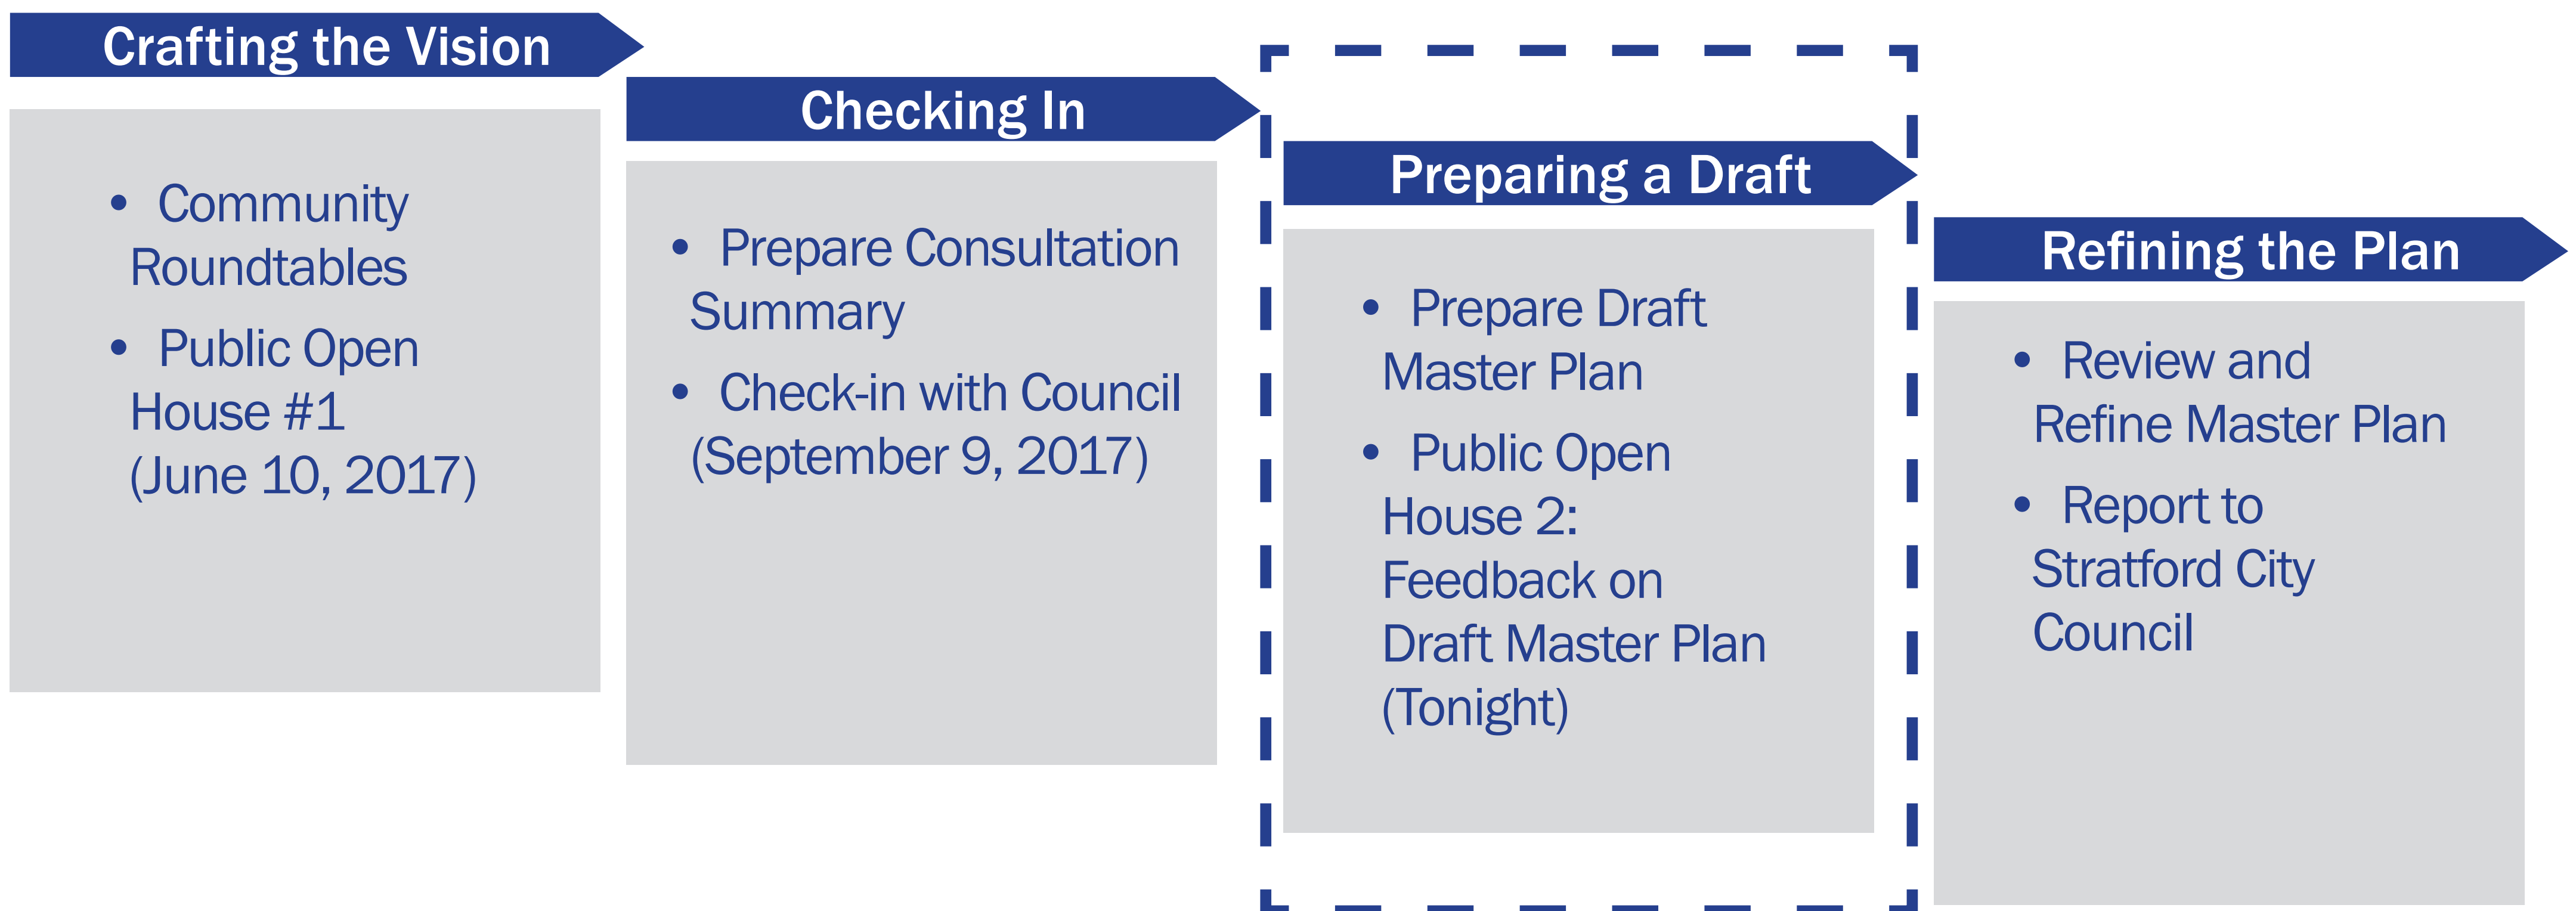 Crafting the Vision
• Community
Roundtables
• Public Open
House #1
(June 10, 2017)
Checking In
• Prepare Consultation
Summary
• Check-in with Council
(September 9, 2017)
Preparing a Draft
• Prepare Draft
Master Plan
• Public Open
House 2:
Feedback on
Draft Master Plan
(Tonight)
Refining the Plan
• Review and
Refine Master Plan
• Report to
Stratford City
Council